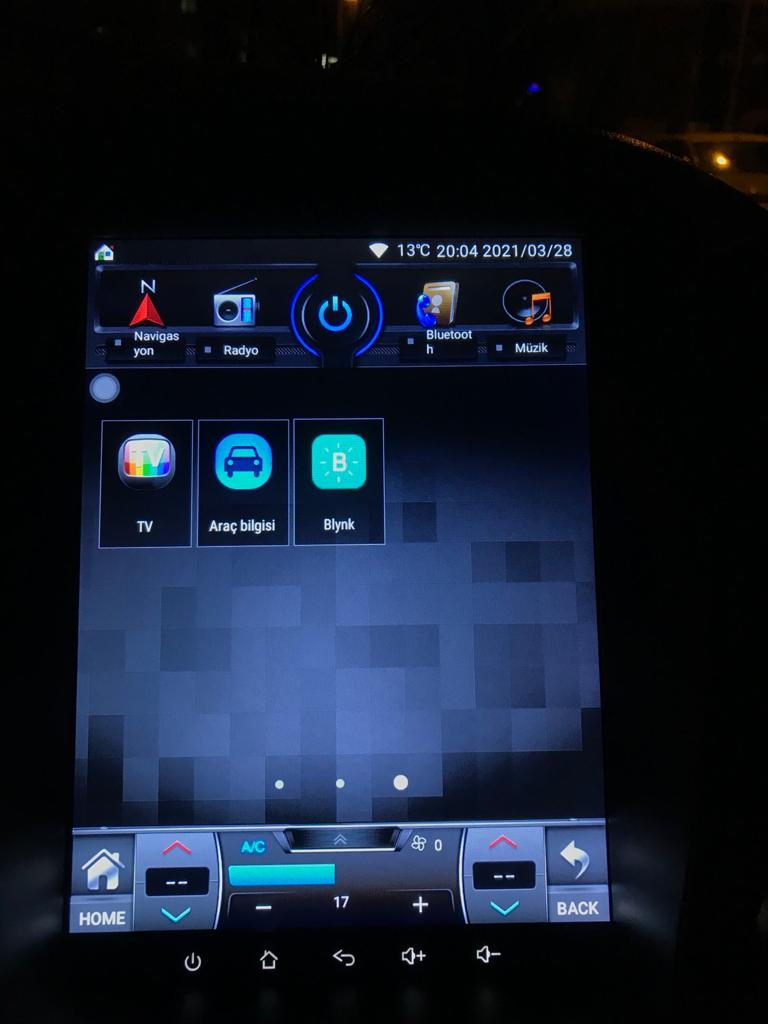 13℃ 20:04 2021/03/28
N
Navigas
yon
Radyo
Bluetoot
h
Müzik
TV
TV
Araç bilgisi
B
Blynk
A/C
0
--
--
17
HOME
BACK